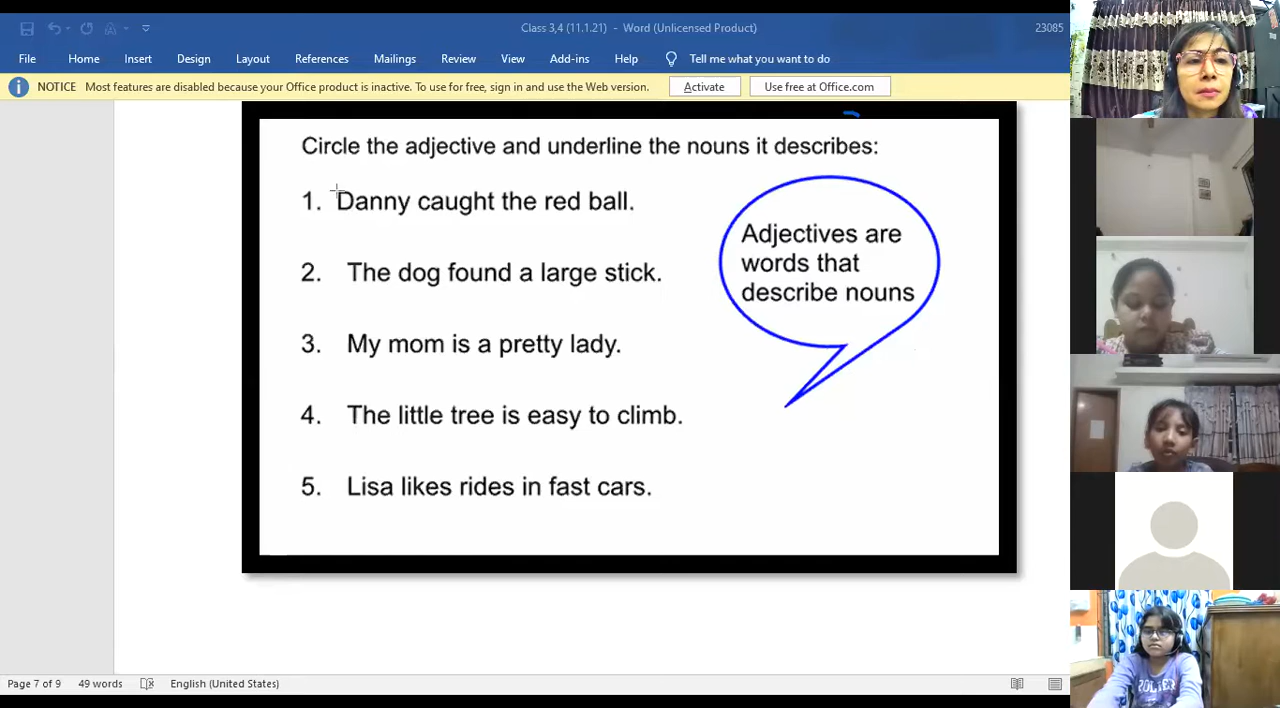 Class 3,4 (11.1.21) - Word (Unlicensed Product)
23085
File Home Insert Design Layout References Mailings Review View Add-ins Help Tell me what you want to do
NOTICE Most features are disabled because your Office product is inactive. To use for free, sign in and use the Web version. Activate Use free at Office.com
Circle the adjective and underline the nouns it describes:
1. Danny caught the red ball.
2. The dog found a large stick.
3. My mom is a pretty lady.
4. The little tree is easy to climb.
5. Lisa likes rides in fast cars.
Adjectives are
words that
describe nouns
Page 7 of 9 49 words English (United States)